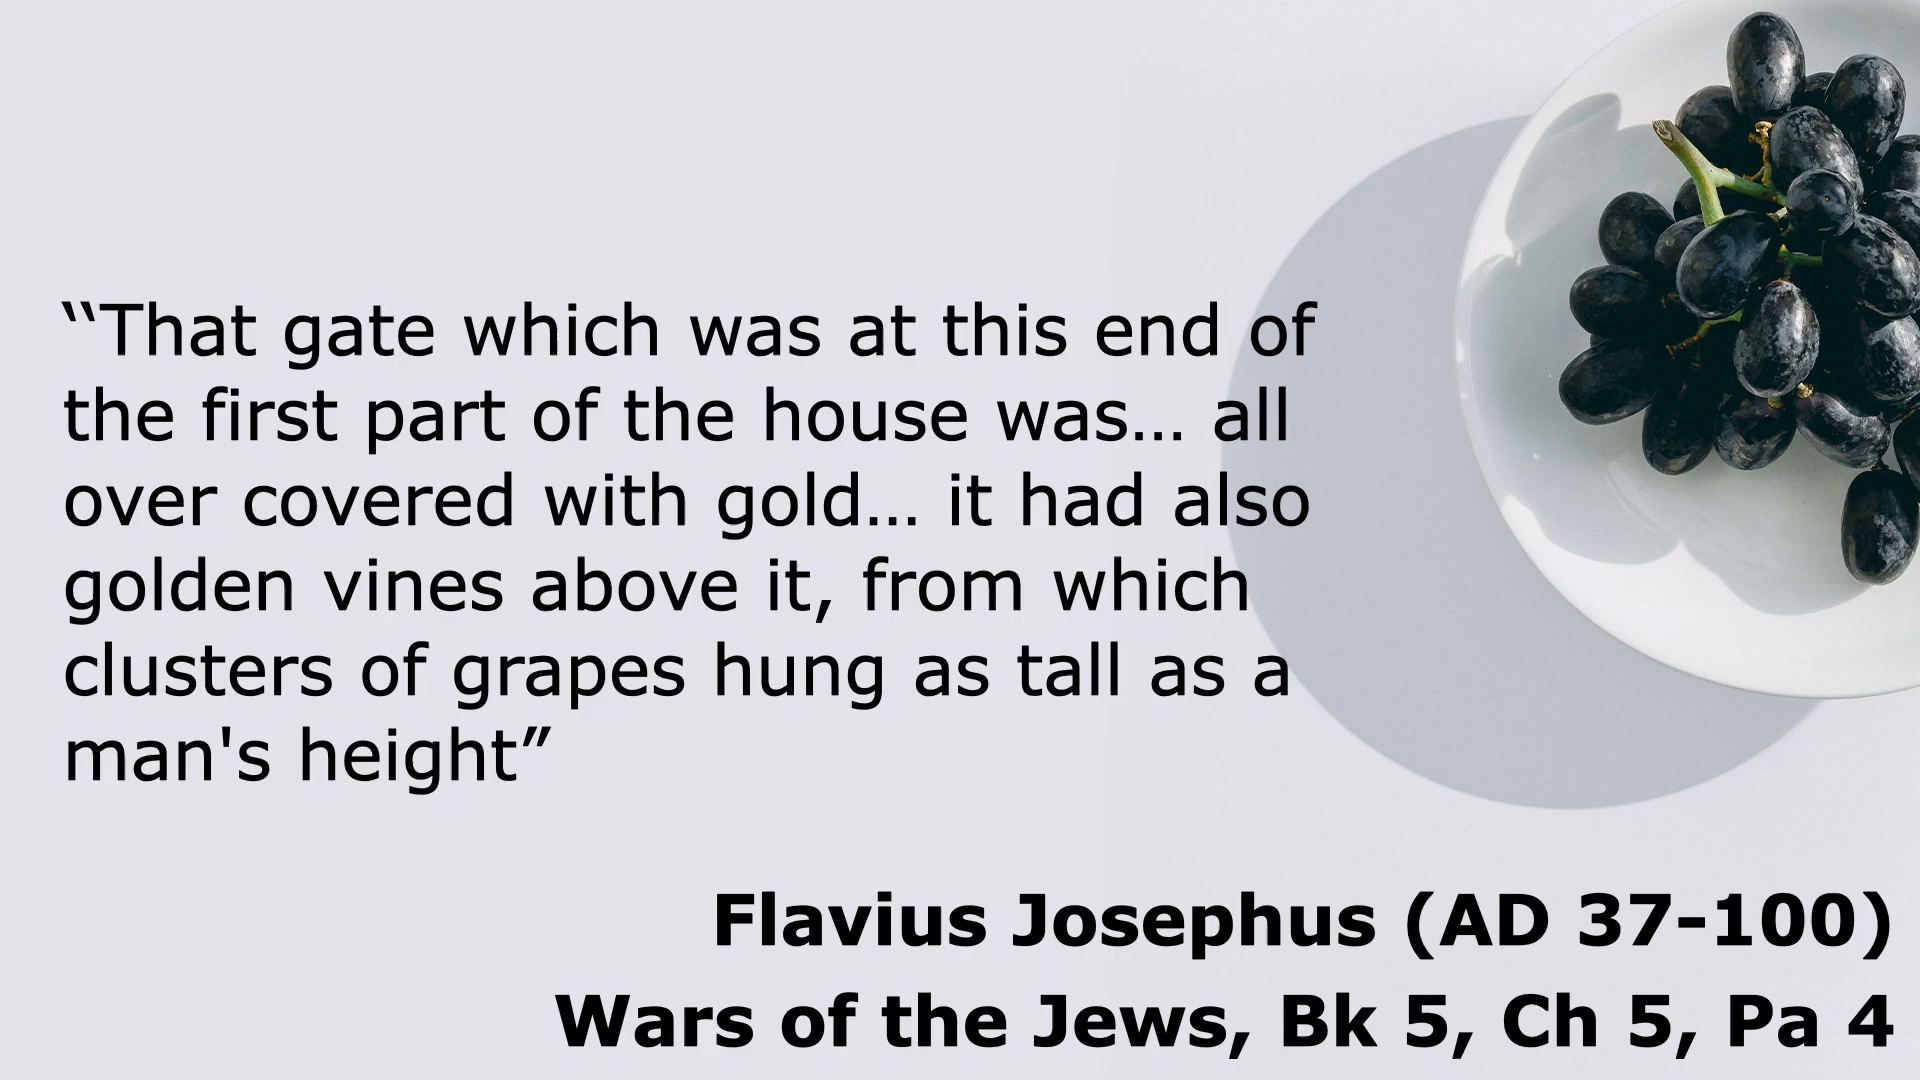 ‘‘That gate which was at this end of
the first part of the house was… all
over covered with gold… it had also
golden vines above it, from which
clusters of grapes hung as tall as a
man's height”
Flavius Josephus (AD 37-100)
Wars of the Jews, Bk 5, Ch 5, Pa 4